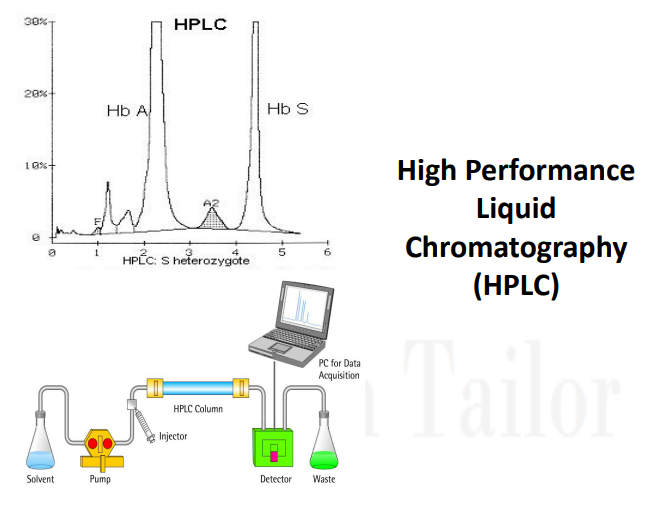 30%
HPLC
20%
Hb A
Hb S
10%
F
A2
0
0 1 2 3 4 5 6
HPLC: S heterozygote
High Performance
Liquid
Chromatography
(HPLC)
PC for Data
Acquisition
HPLC Column
Injector
Solvent
Pump
Detector
Waste
Tailor